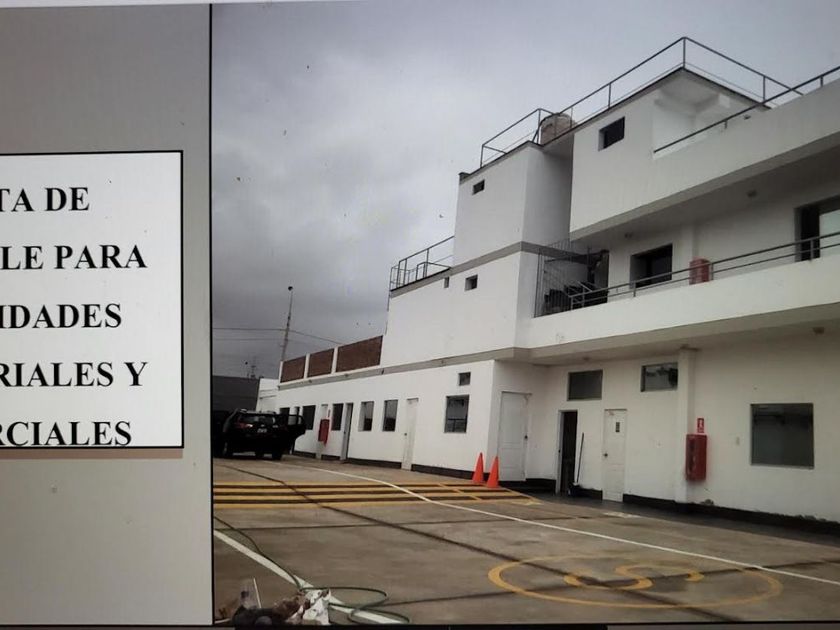 TA DE
LE PARA
IDADES
RIALES Y
RCIALES
S